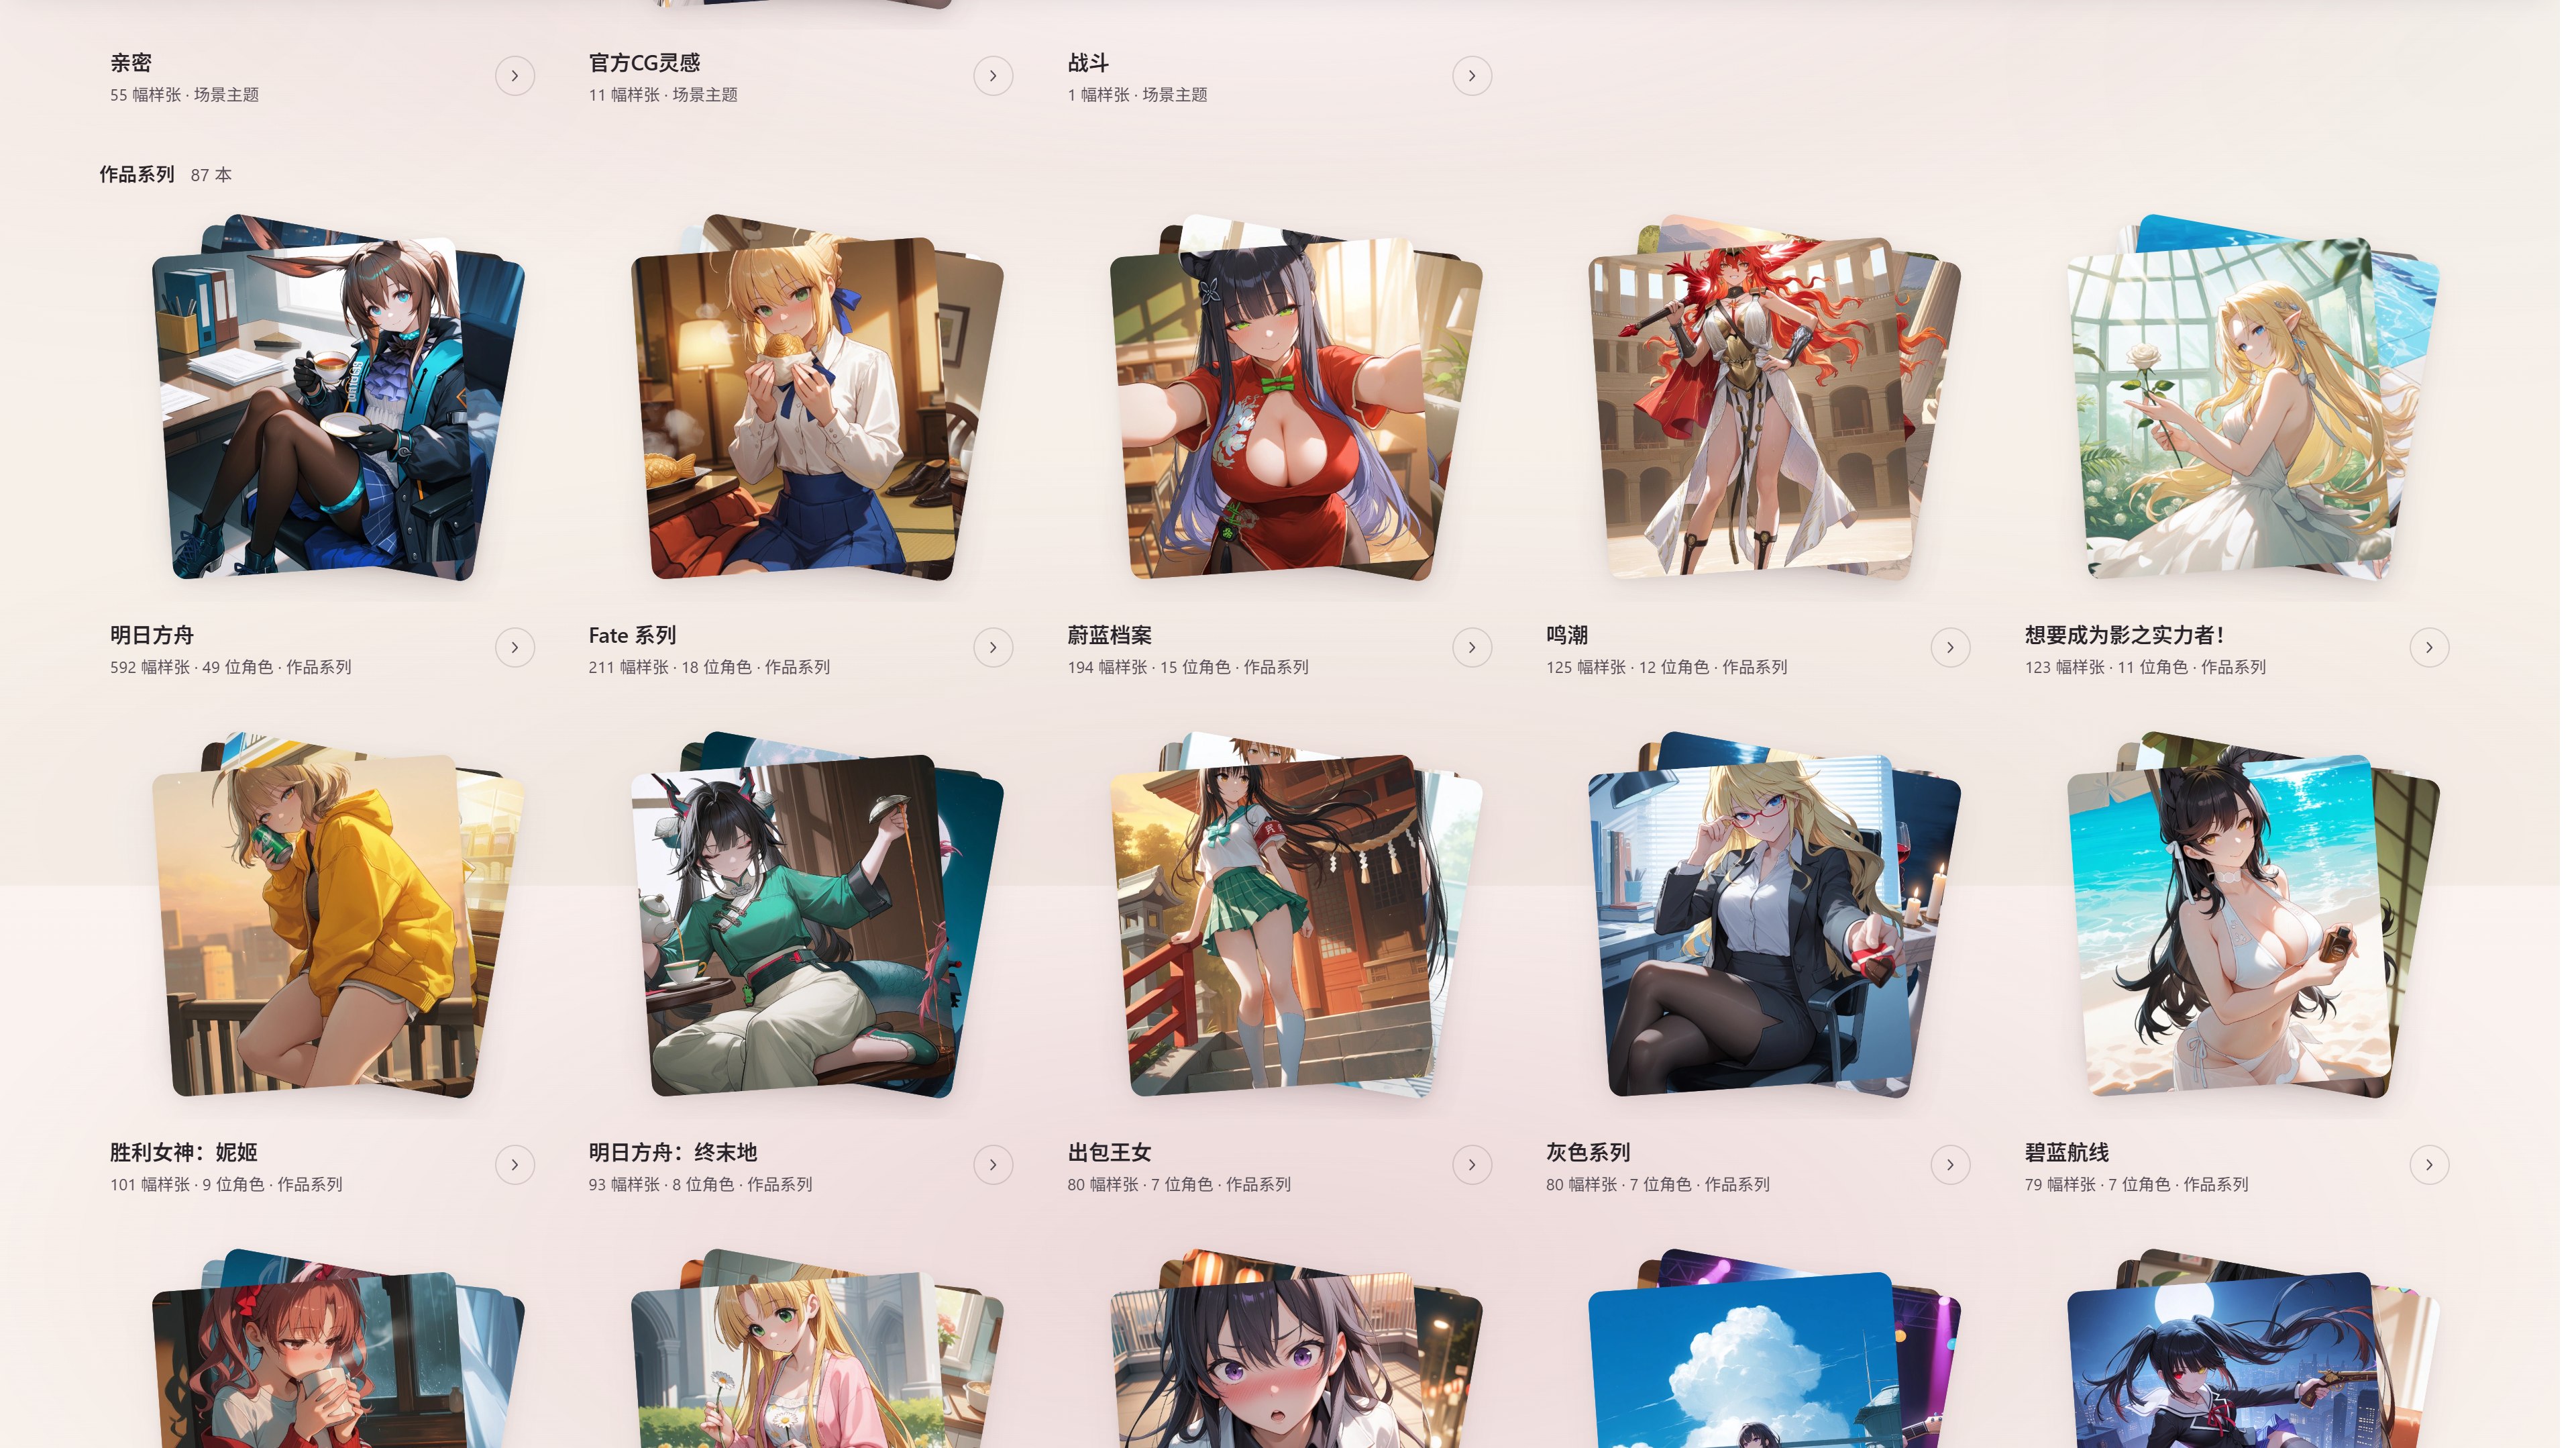 亲密
55 幅样张 · 场景主题
官方CG灵感
11 幅样张 · 场景主题
战斗
1 幅样张 · 场景主题
作品系列 87 本
明日方舟
592 幅样张 · 49 位角色 · 作品系列
Fate 系列
211 幅样张 · 18 位角色 · 作品系列
蔚蓝档案
194 幅样张 · 15 位角色 · 作品系列
鸣潮
125 幅样张 · 12 位角色 · 作品系列
想要成为影之实力者！
123 幅样张 · 11 位角色 · 作品系列
胜利女神：妮姬
101 幅样张 · 9 位角色 · 作品系列
明日方舟：终末地
93 幅样张 · 8 位角色 · 作品系列
出包王女
80 幅样张 · 7 位角色 · 作品系列
灰色系列
80 幅样张 · 7 位角色 · 作品系列
碧蓝航线
79 幅样张 · 7 位角色 · 作品系列